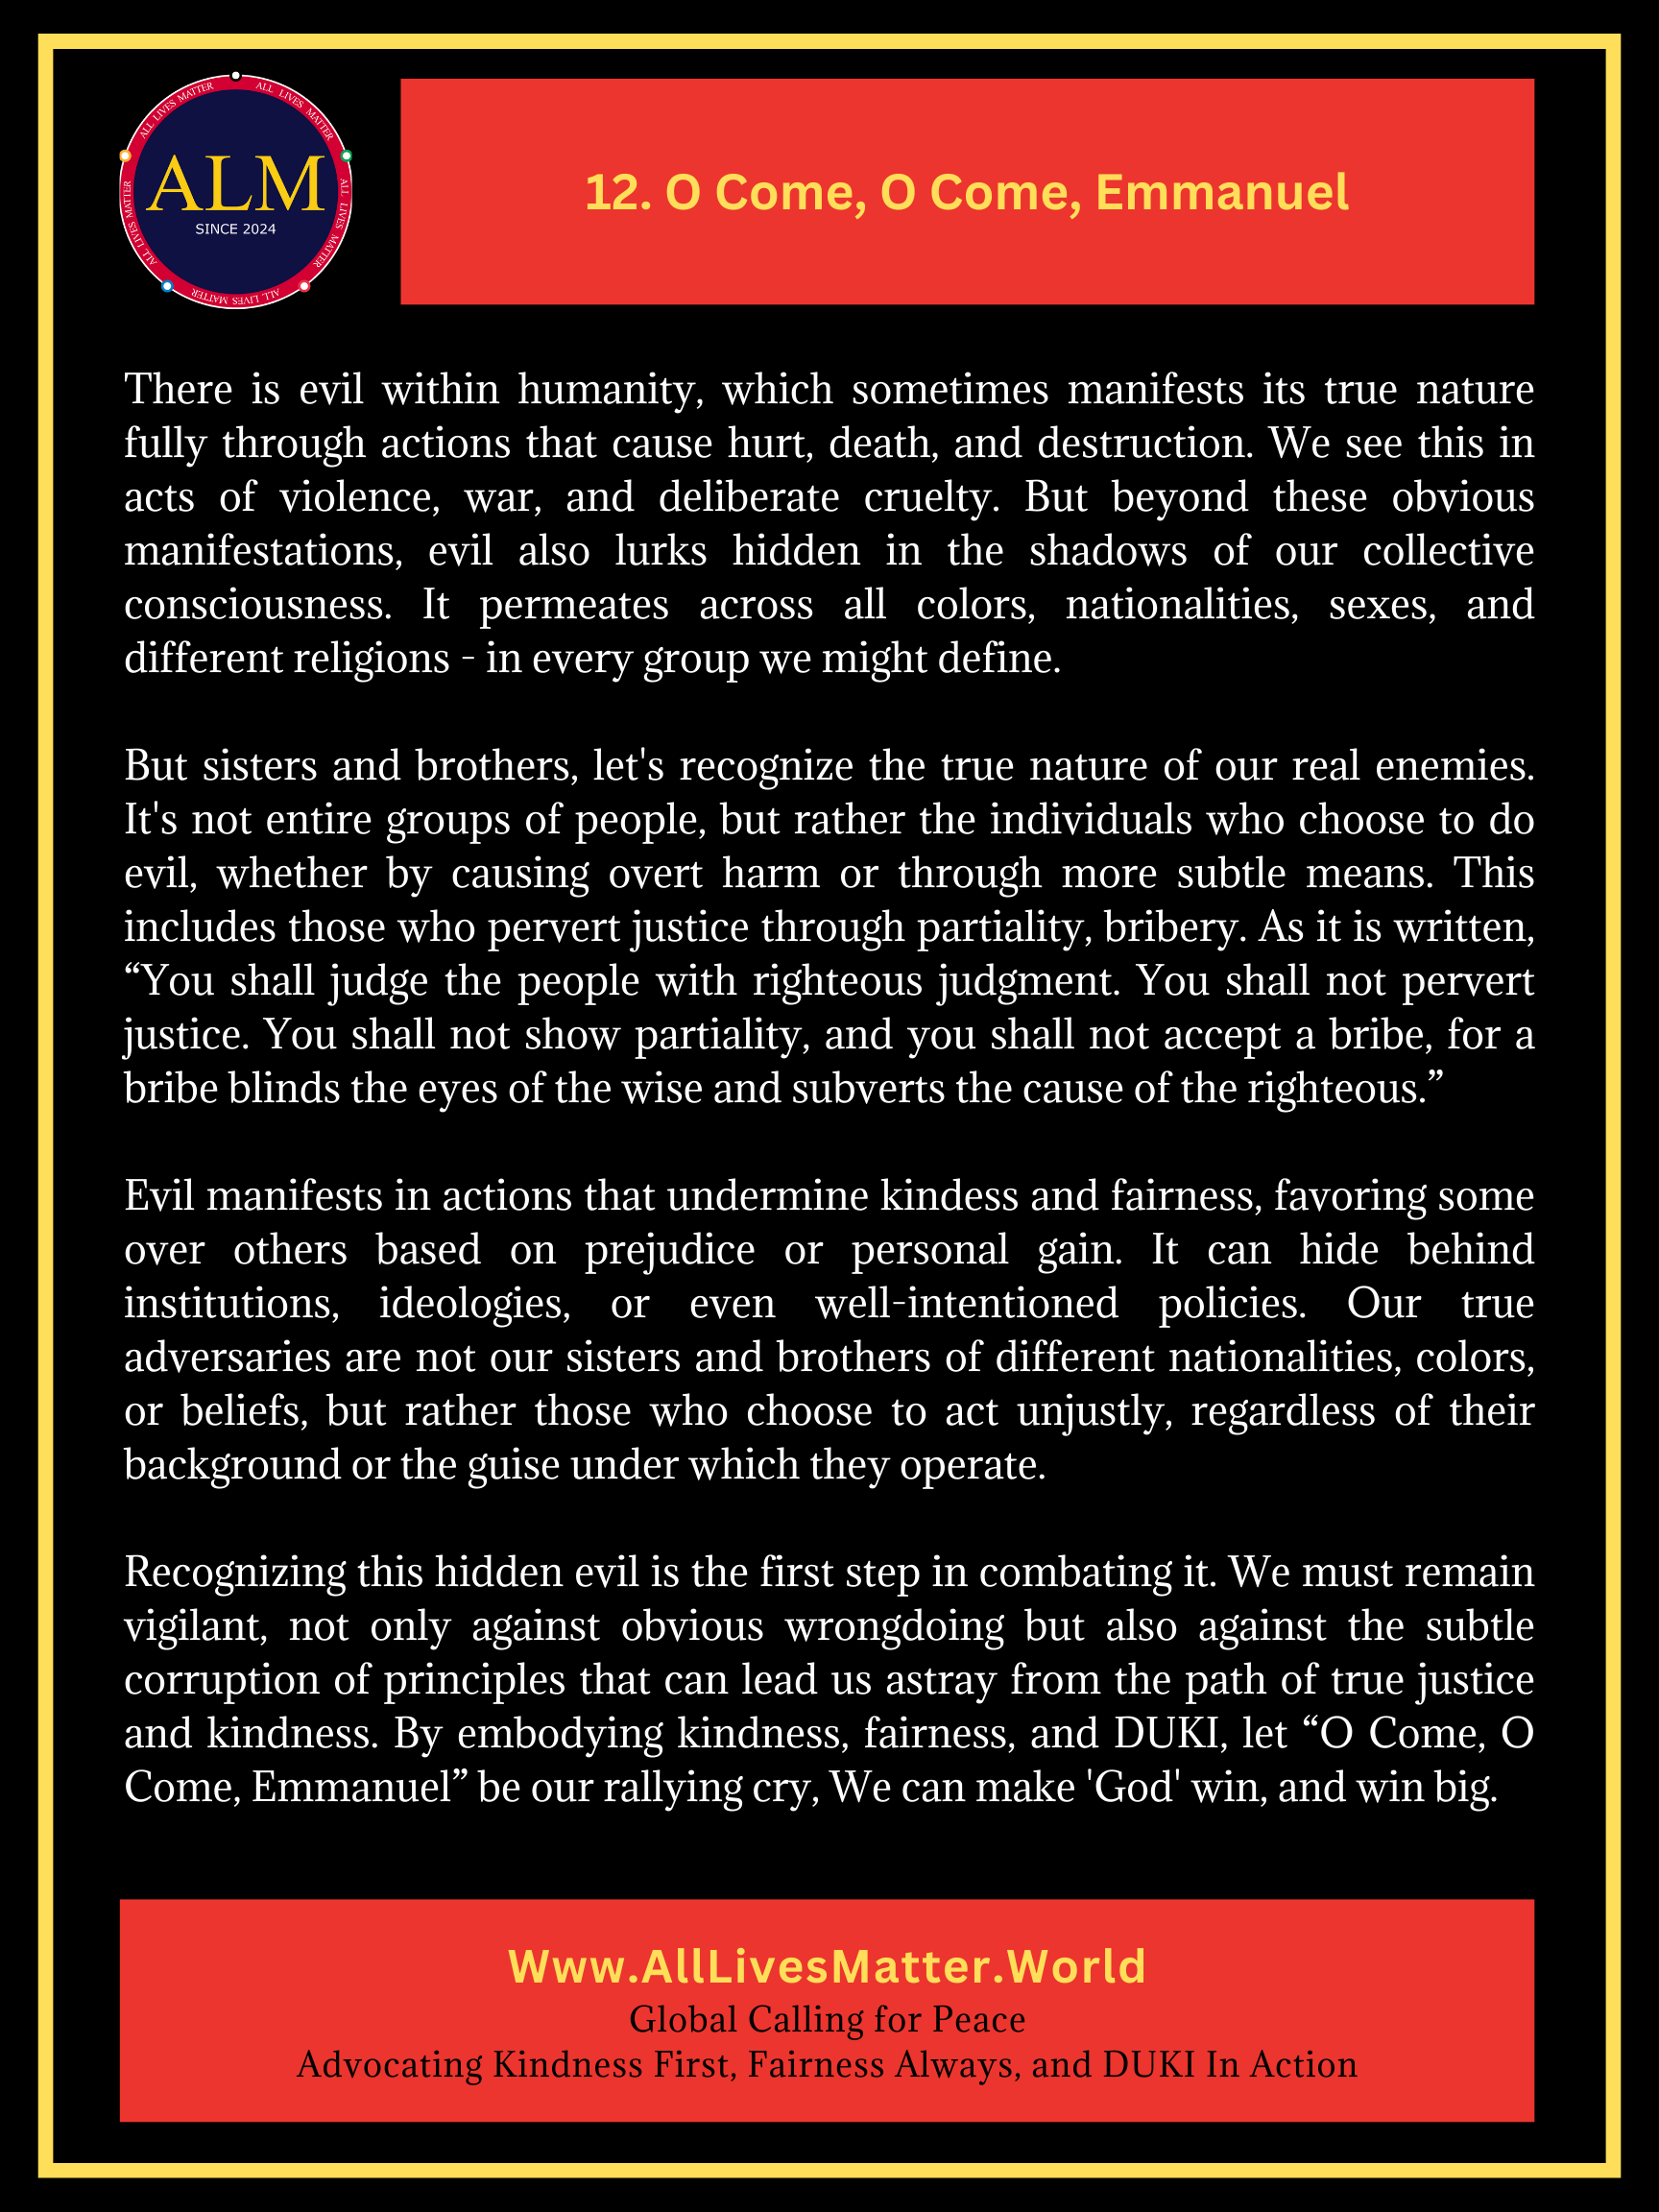 ALL LIVES MATTER
ALL LIVES MATTER
ALL LIVES MATTER
ALL LIVES MATTER
ALL LIVES MATTER
ALM
SINCE 2024
12. O Come, O Come, Emmanuel
There is evil within humanity, which sometimes manifests its true nature
fully through actions that cause hurt, death, and destruction. We see this in
acts of violence, war, and deliberate cruelty. But beyond these obvious
manifestations, evil also lurks hidden in the shadows of our collective
consciousness. It permeates across all colors, nationalities, sexes, and
different religions - in every group we might define.
But sisters and brothers, let's recognize the true nature of our real enemies.
It's not entire groups of people, but rather the individuals who choose to do
evil, whether by causing overt harm or through more subtle means. This
includes those who pervert justice through partiality, bribery. As it is written,
“You shall judge the people with righteous judgment. You shall not pervert
justice. You shall not show partiality, and you shall not accept a bribe, for a
bribe blinds the eyes of the wise and subverts the cause of the righteous.”
Evil manifests in actions that undermine kindess and fairness, favoring some
over others based on prejudice or personal gain. It can hide behind
institutions, ideologies, or even well-intentioned policies. Our true
adversaries are not our sisters and brothers of different nationalities, colors,
or beliefs, but rather those who choose to act unjustly, regardless of their
background or the guise under which they operate.
Recognizing this hidden evil is the first step in combating it. We must remain
vigilant, not only against obvious wrongdoing but also against the subtle
corruption of principles that can lead us astray from the path of true justice
and kindness. By embodying kindness, fairness, and DUKI, let “O Come, O
Come, Emmanuel” be our rallying cry, We can make 'God' win, and win big.
Www.AllLivesMatter.World
Global Calling for Peace
Advocating Kindness First, Fairness Always, and DUKI In Action